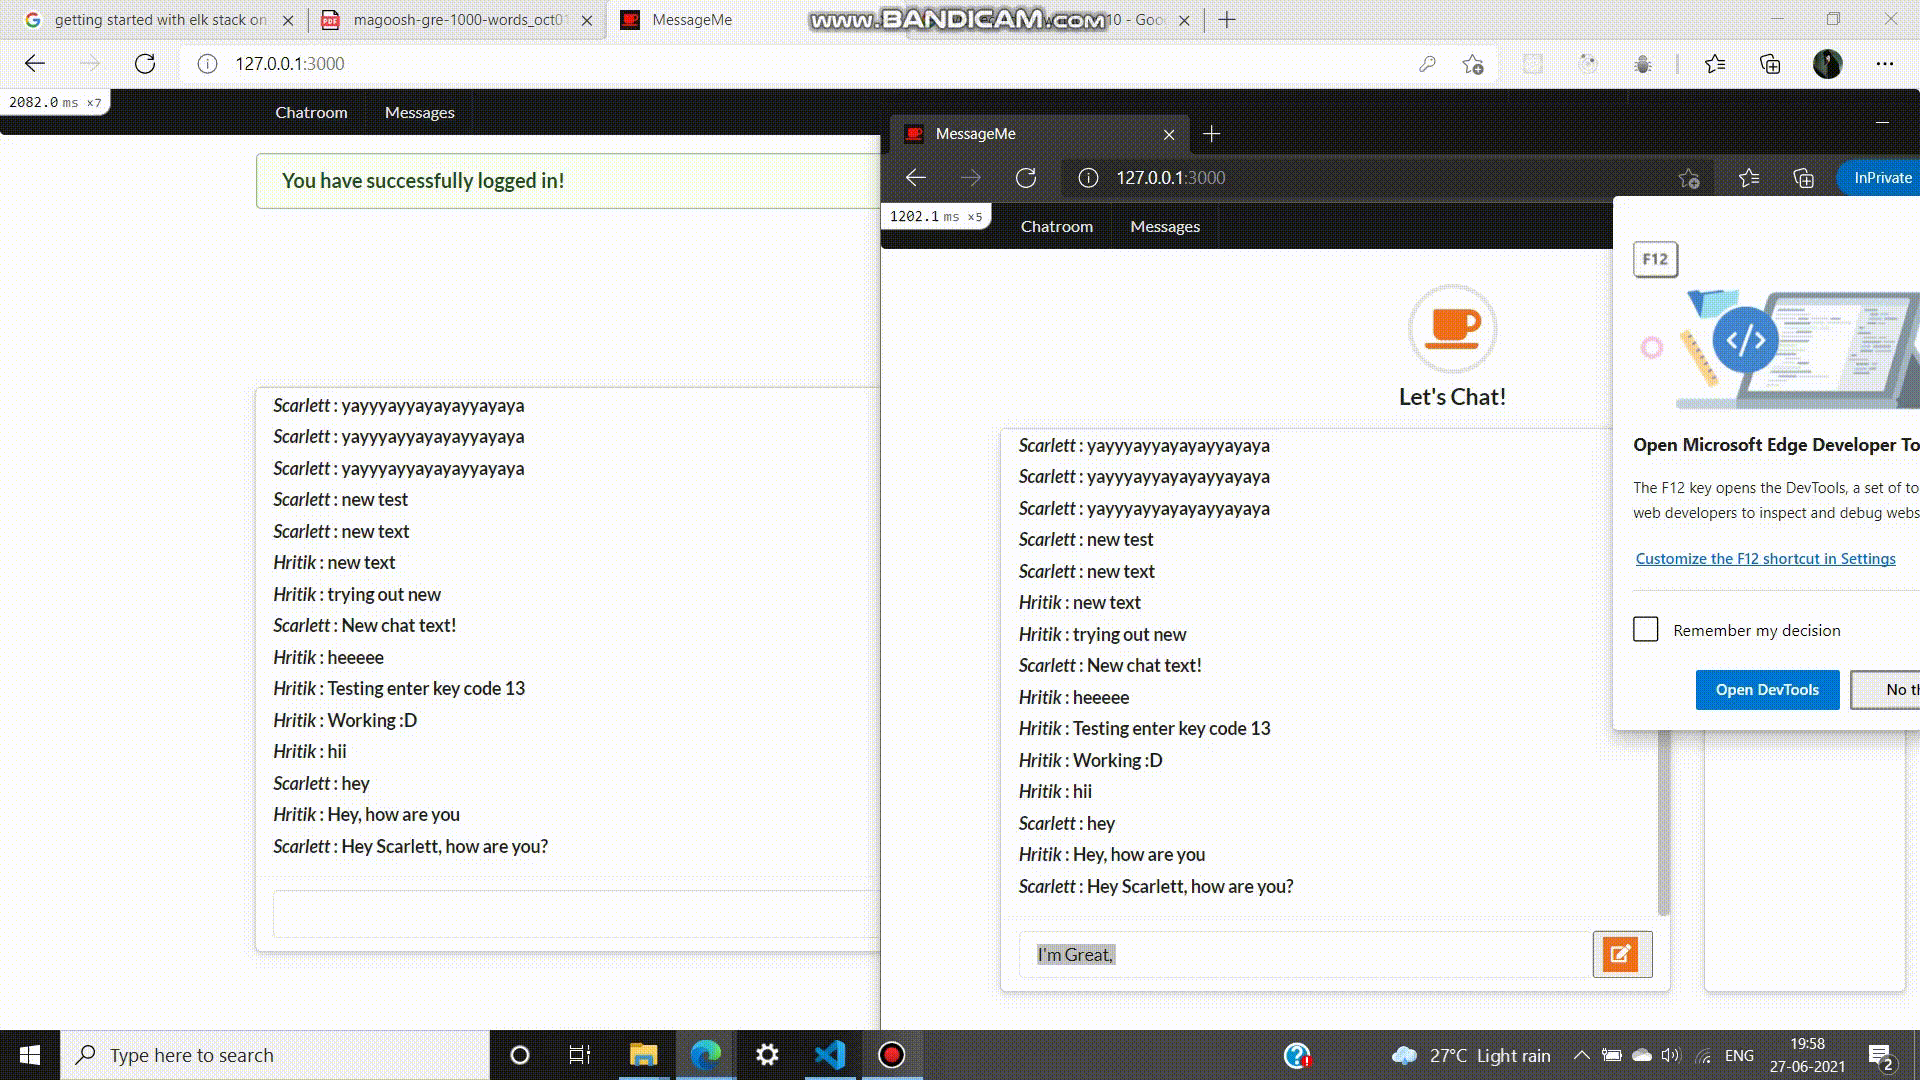 getting started with elk stack on
magoosh-gre-1000-words_oct01
MessageMe
www.BANDICAM.com
10 - Goo
127.0.0.1:3000
2082.0 ms ×7
Chatroom
Messages
You have successfully logged in!
Scarlett : yayyyayyayayayyayaya
Scarlett : yayyyayyayayayyayaya
Scarlett : yayyyayyayayayyayaya
Scarlett : new test
Scarlett : new text
Hritik : new text
Hritik : trying out new
Scarlett : New chat text!
Hritik : heeeee
Hritik : Testing enter key code 13
Hritik : Working :D
Hritik : hii
Scarlett : hey
Hritik : Hey, how are you
Scarlett : Hey Scarlett, how are you?
MessageMe
127.0.0.1:3000
InPrivate
1202.1 ms ×5
Chatroom
Messages
Let's Chat!
Scarlett : yayyyayyayayayyayaya
Scarlett : yayyyayyayayayyayaya
Scarlett : yayyyayyayayayyayaya
Scarlett : new test
Scarlett : new text
Hritik : new text
Hritik : trying out new
Scarlett : New chat text!
Hritik : heeeee
Hritik : Testing enter key code 13
Hritik : Working :D
Hritik : hii
Scarlett : hey
Hritik : Hey, how are you
Scarlett : Hey Scarlett, how are you?
I'm Great,
F12
</>
Open Microsoft Edge Developer To
The F12 key opens the DevTools, a set of to
web developers to inspect and debug webs
Customize the F12 shortcut in Settings
Remember my decision
Open DevTools
No th
Type here to search
27°C Light rain
ENG
19:58
27-06-2021
2